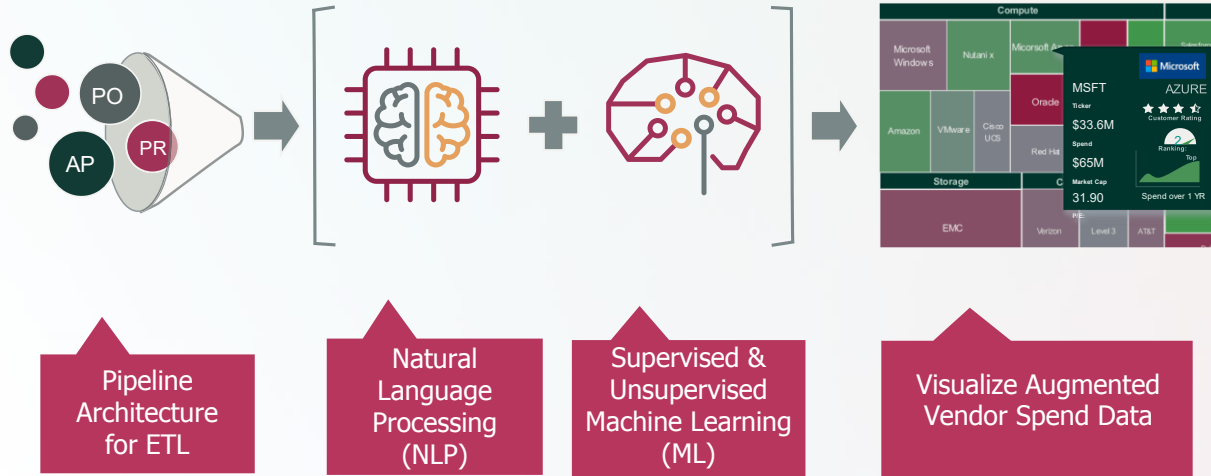 PO
AP
PR
Compute
Microsoft
Windows
Nutani x
Micorsoft
Amazon
VMware
Cisco
UCS
Oracle
Red Hat
Storage
EMC
Verizon
Level 3
AT&T
Microsoft
MSFT
AZURE
Ticker
Customer Rating
$33.6M
Spend
2
Ranking:
Top
$65M
Market Cap
31.90
Spend over 1 YR
P/E:
Pipeline
Architecture
for ETL
Natural
Language
Processing
(NLP)
Supervised &
Unsupervised
Machine Learning
(ML)
Visualize Augmented
Vendor Spend Data